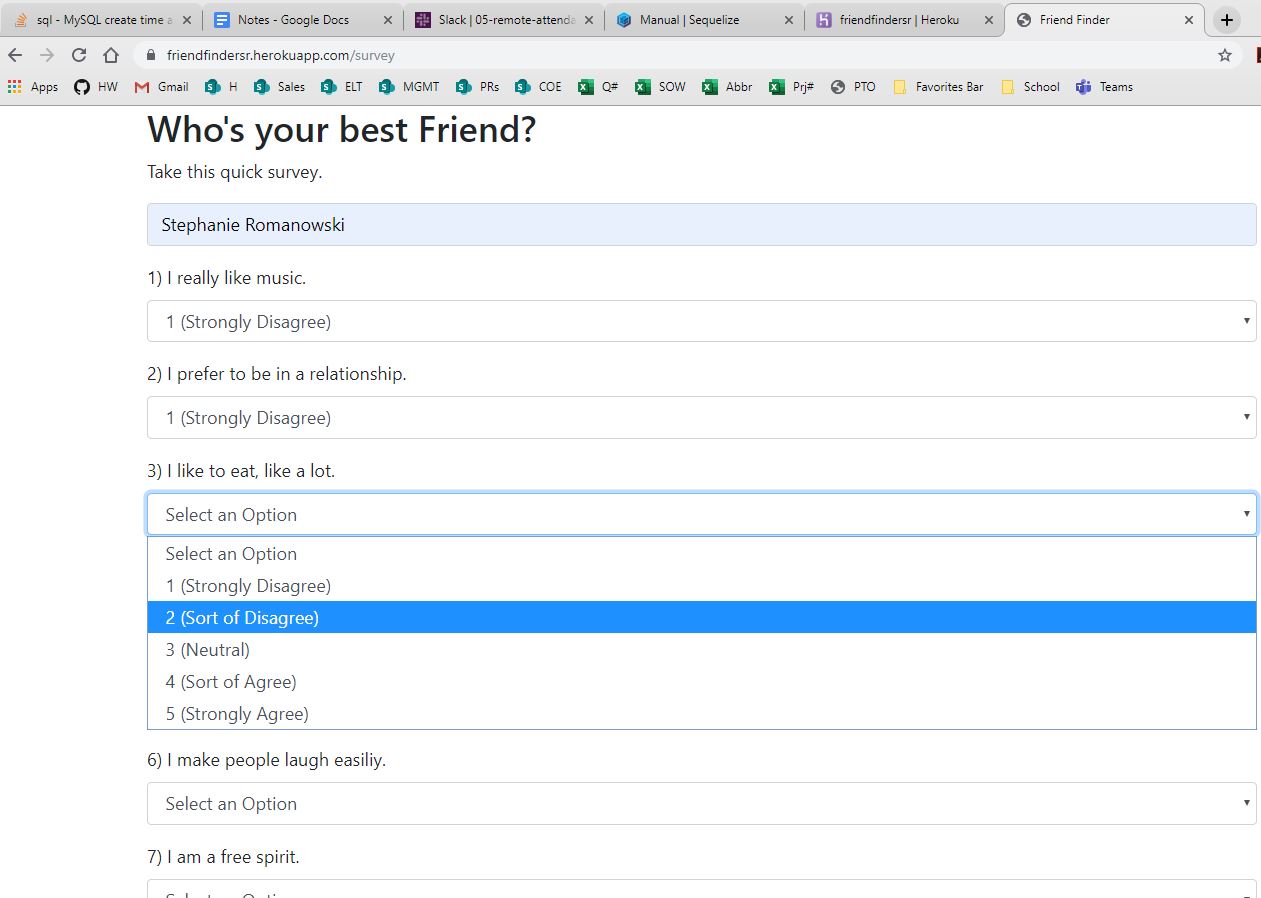 sql - MySQL create time a
Notes - Google Docs
Slack | 05-remote-attenda
Manual | Sequelize
friendfindersr | Heroku
Friend Finder
friendfindersr.herokuapp.com/survey
Apps HW Gmail H Sales ELT MGMT PRs COE Q# SOW Abbr Prj# PTO Favorites Bar School Teams
Who's your best Friend?
Take this quick survey.
Stephanie Romanowski
1) I really like music.
1 (Strongly Disagree)
2) I prefer to be in a relationship.
1 (Strongly Disagree)
3) I like to eat, like a lot.
Select an Option
Select an Option
1 (Strongly Disagree)
2 (Sort of Disagree)
3 (Neutral)
4 (Sort of Agree)
5 (Strongly Agree)
6) I make people laugh easiliy.
Select an Option
7) I am a free spirit.